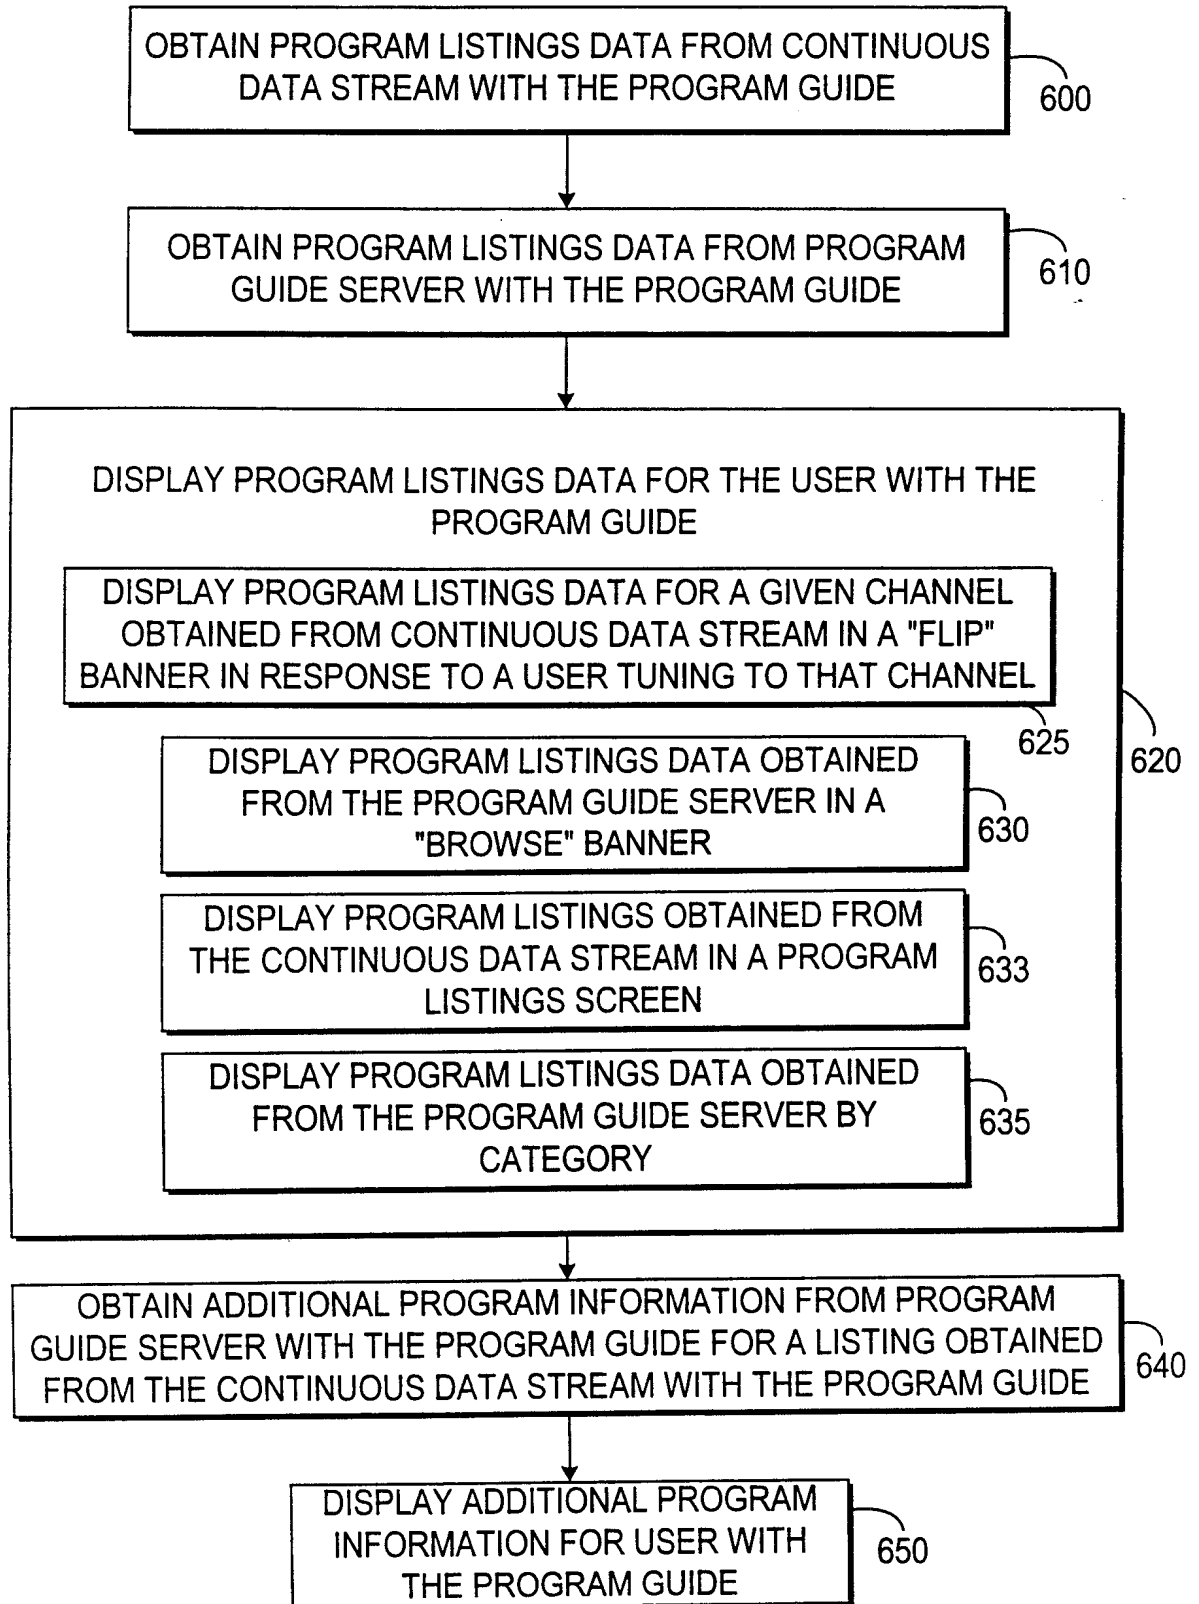 OBTAIN PROGRAM LISTINGS DATA FROM CONTINUOUS
DATA STREAM WITH THE PROGRAM GUIDE
600
OBTAIN PROGRAM LISTINGS DATA FROM PROGRAM
GUIDE SERVER WITH THE PROGRAM GUIDE
610
DISPLAY PROGRAM LISTINGS DATA FOR THE USER WITH THE
PROGRAM GUIDE
DISPLAY PROGRAM LISTINGS DATA FOR A GIVEN CHANNEL
OBTAINED FROM CONTINUOUS DATA STREAM IN A "FLIP"
BANNER IN RESPONSE TO A USER TUNING TO THAT CHANNEL
625
620
DISPLAY PROGRAM LISTINGS DATA OBTAINED
FROM THE PROGRAM GUIDE SERVER IN A
"BROWSE" BANNER
630
DISPLAY PROGRAM LISTINGS OBTAINED FROM
THE CONTINUOUS DATA STREAM IN A PROGRAM
LISTINGS SCREEN
633
DISPLAY PROGRAM LISTINGS DATA OBTAINED
FROM THE PROGRAM GUIDE SERVER BY
CATEGORY
635
OBTAIN ADDITIONAL PROGRAM INFORMATION FROM PROGRAM
GUIDE SERVER WITH THE PROGRAM GUIDE FOR A LISTING OBTAINED
FROM THE CONTINUOUS DATA STREAM WITH THE PROGRAM GUIDE
640
DISPLAY ADDITIONAL PROGRAM
INFORMATION FOR USER WITH
THE PROGRAM GUIDE
650